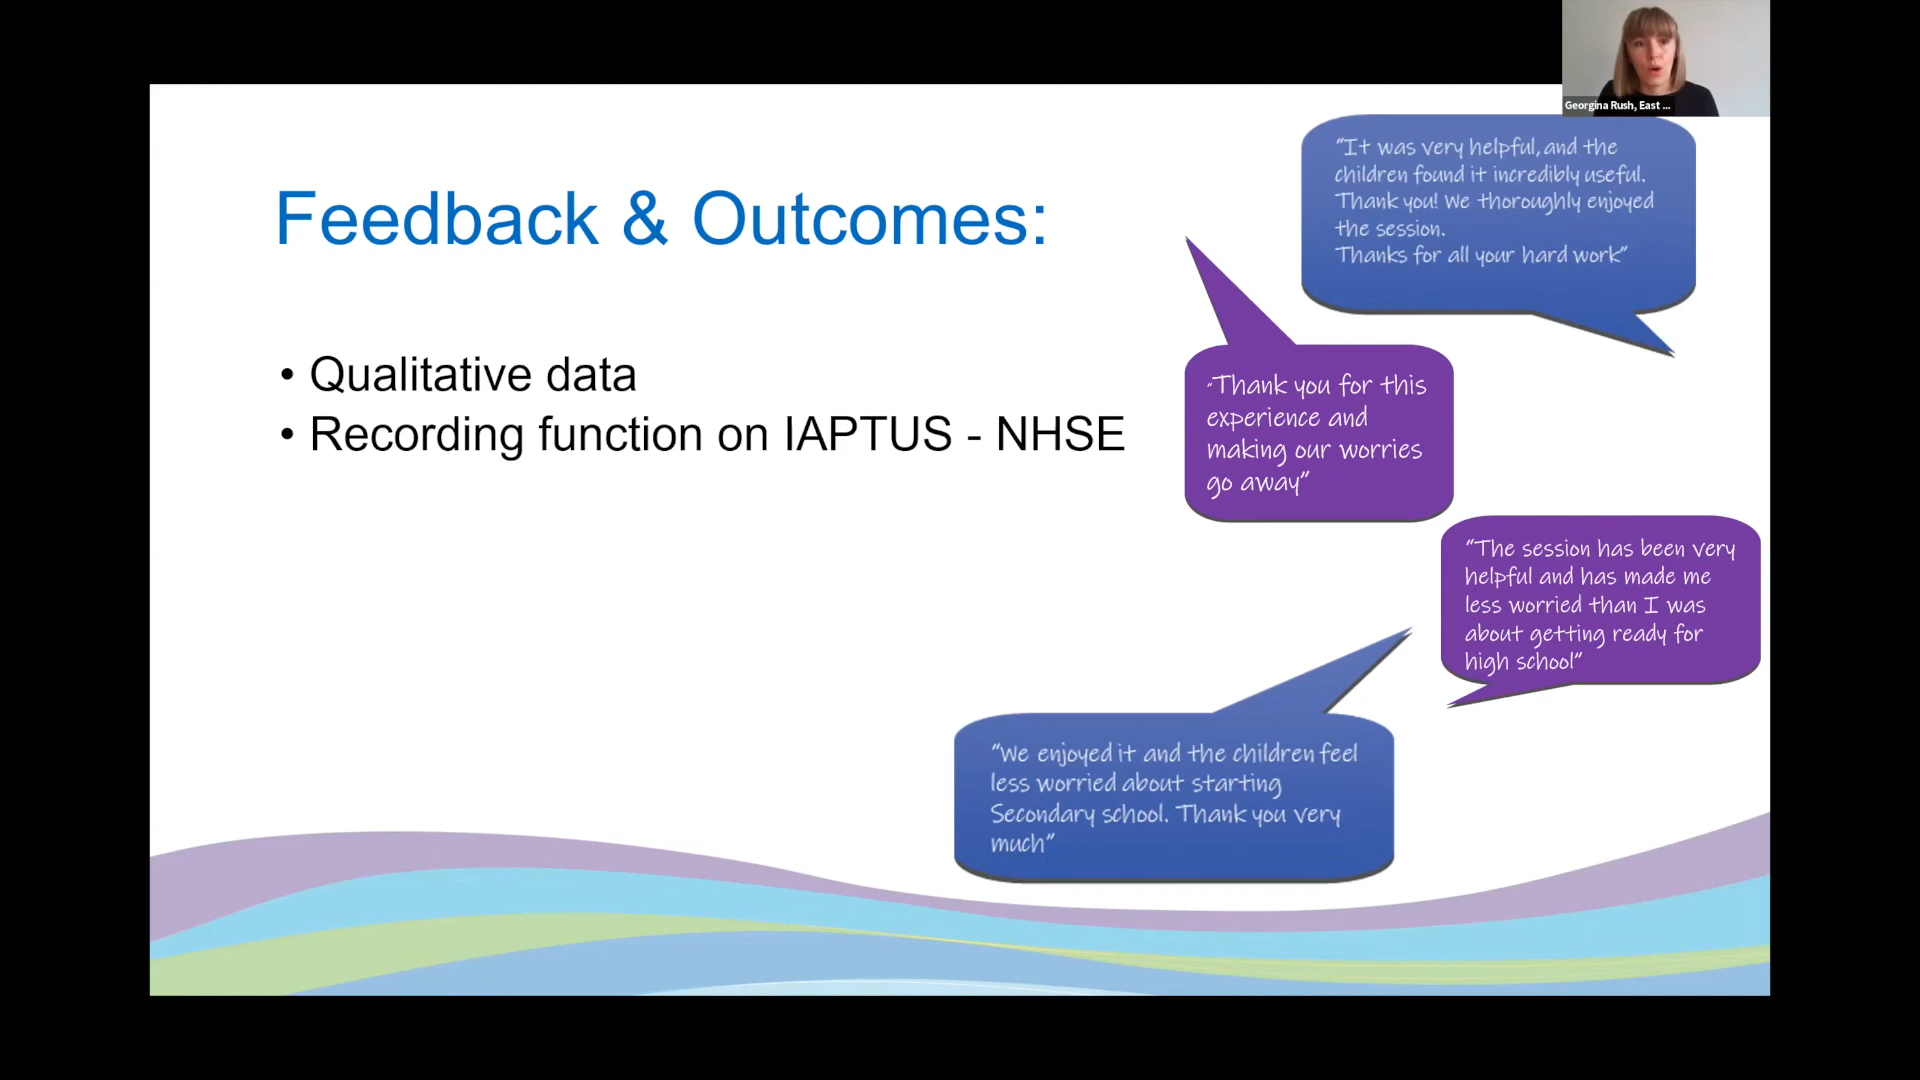 Georgina Rush, East ...
Feedback & Outcomes:
• Qualitative data
• Recording function on IAPTUS - NHSE
“It was very helpful, and the
children found it incredibly useful.
Thank you! We thoroughly enjoyed
the session.
Thanks for all your hard work”
“Thank you for this
experience and
making our worries
go away”
“The session has been very
helpful and has made me
less worried than I was
about getting ready for
high school”
“We enjoyed it and the children feel
less worried about starting
Secondary school. Thank you very
much”